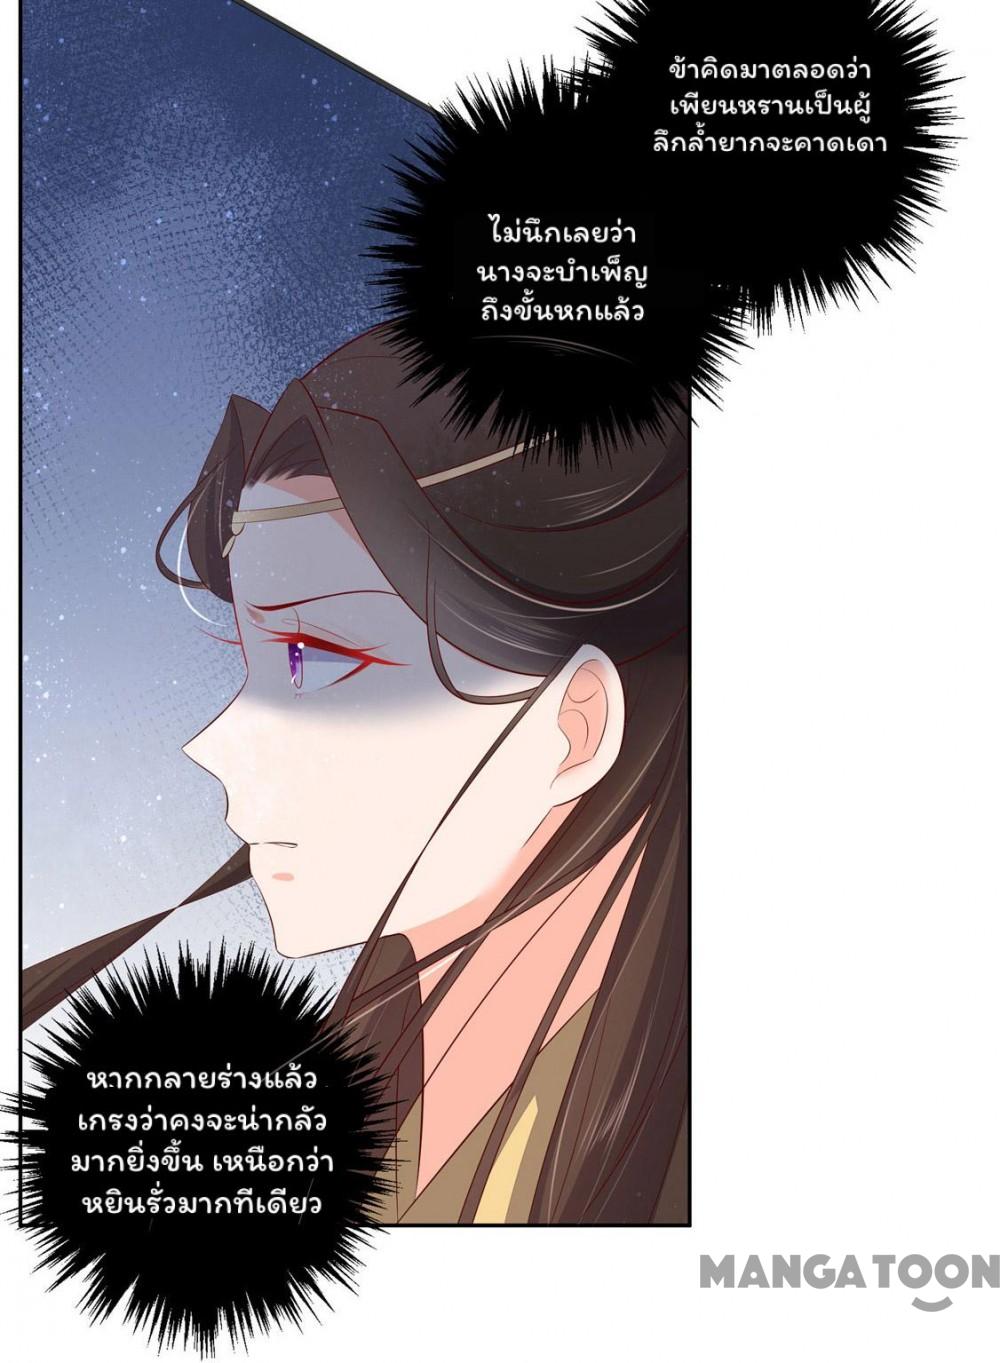 ข้าคิดมาตลอดว่า
เพียนหรานเป็นผู้
ลึกล้ำยากจะคาดเดา
ไม่นึกเลยว่า
นางจะบำเพ็ญ
ถึงขั้นหกแล้ว
หากกลายร่างแล้ว
เกรงว่าคงจะน่ากลัว
มากยิ่งขึ้น เหนือกว่า
หยินรั่วมากทีเดียว
MANGATOON